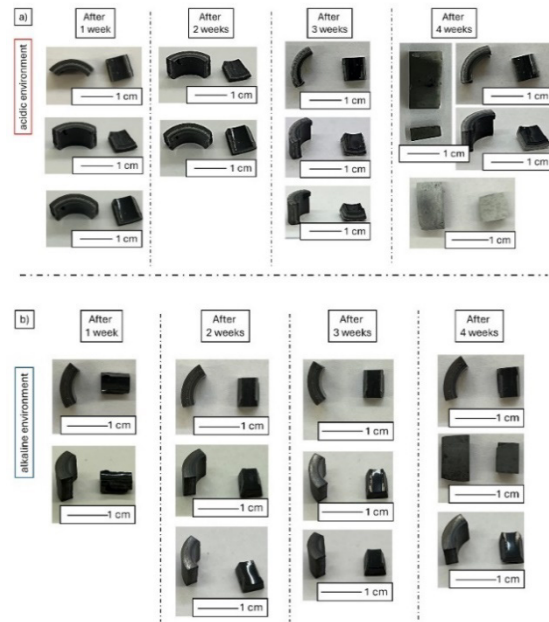 a)
acidic environment
After
1 week
After
2 weeks
After
3 weeks
After
4 weeks
1 cm
1 cm
1 cm
1 cm
1 cm
1 cm
1 cm
1 cm
1 cm
1 cm
1 cm
1 cm
b)
alkaline environment
After
1 week
After
2 weeks
After
3 weeks
After
4 weeks
1 cm
1 cm
1 cm
1 cm
1 cm
1 cm
1 cm
1 cm
1 cm
1 cm
1 cm